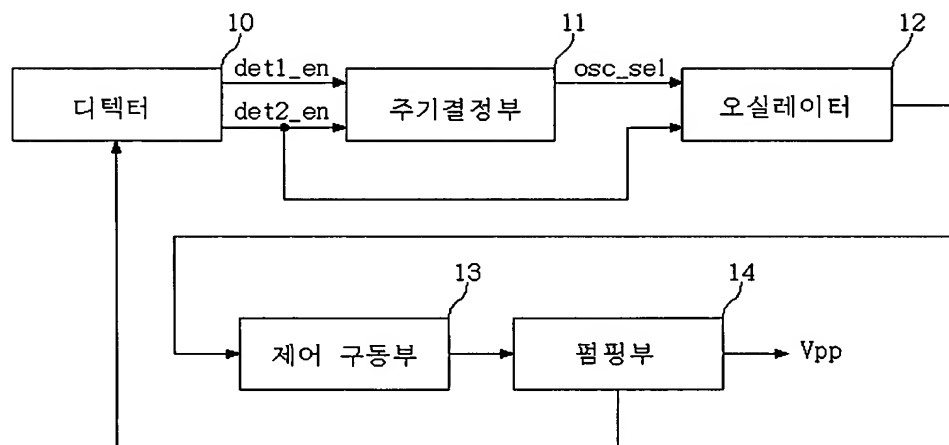 10
11
12
det1_en
osc_sel
디텍터
주기결정부
오실레이터
det2_en
13
14
제어 구동부
펌핑부
Vpp